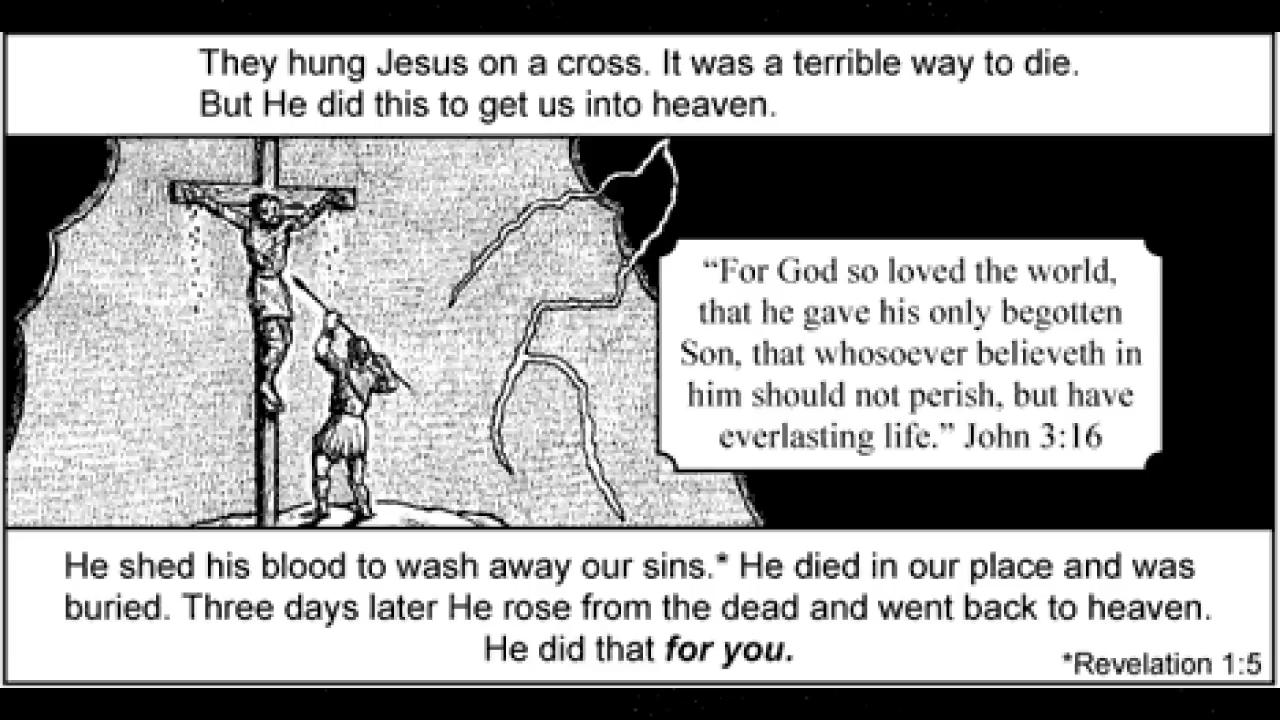 They hung Jesus on a cross. It was a terrible way to die.
But He did this to get us into heaven.
“For God so loved the world,
that he gave his only begotten
Son, that whosoever believeth in
him should not perish, but have
everlasting life.” John 3:16
He shed his blood to wash away our sins.* He died in our place and was
buried. Three days later He rose from the dead and went back to heaven.
He did that for you.
*Revelation 1:5